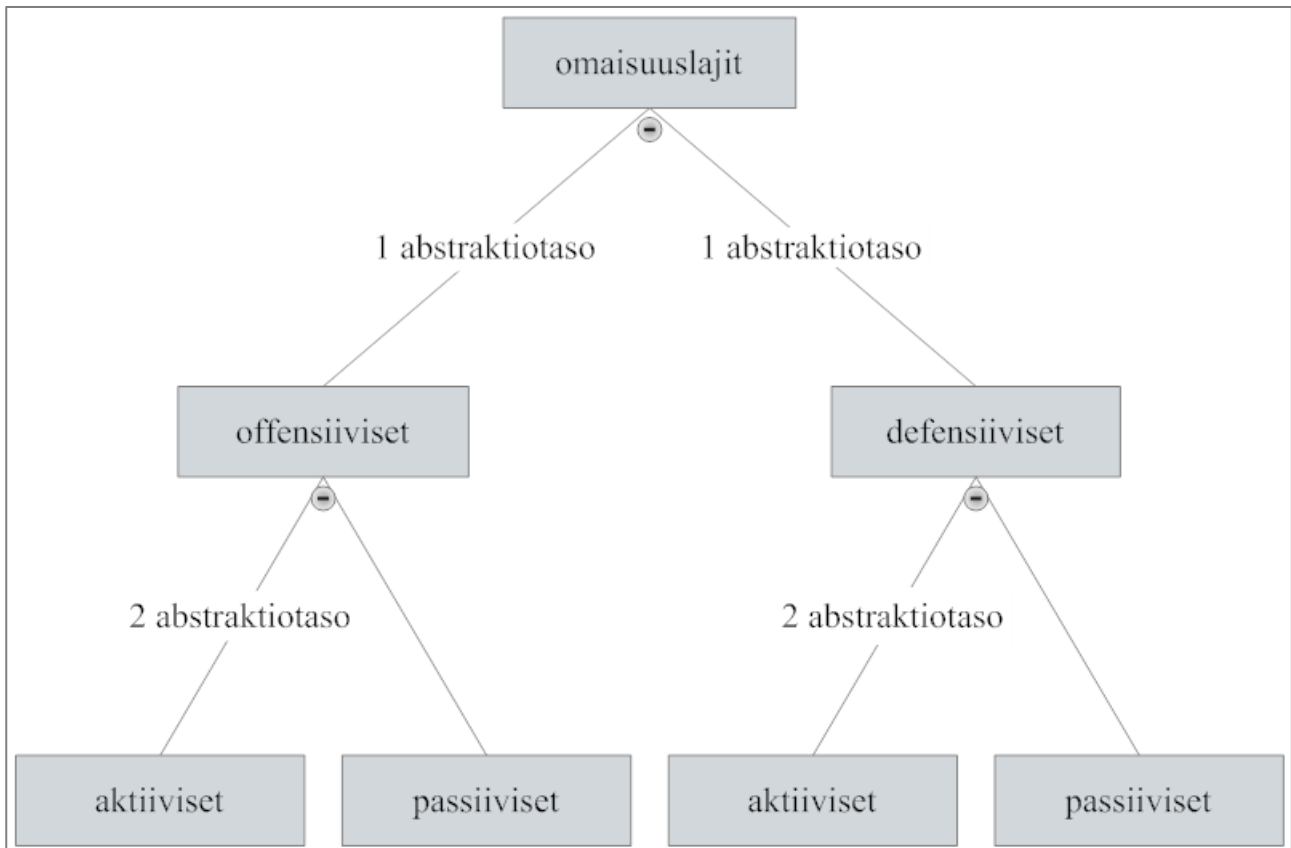 omaisuuslajit
1 abstraktiotaso
1 abstraktiotaso
offensiiviset
defensiiviset
2 abstraktiotaso
2 abstraktiotaso
aktiiviset
passiiviset
aktiiviset
passiiviset